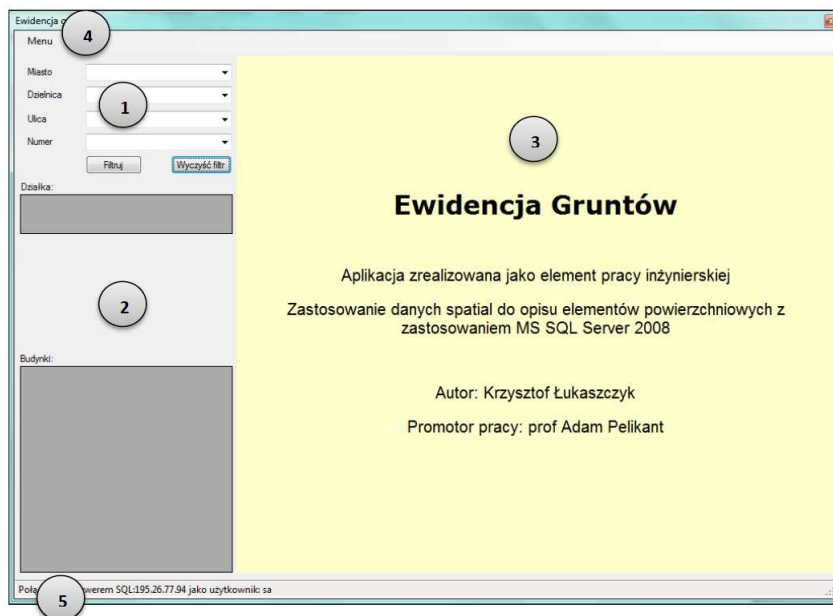 Ewidencja
4
Menu
Miasto
Dzielnica
1
Ulica
Numer
Filtruj
Wyczyść filtr
Działka:
2
Budynki:
3
Ewidencja Gruntów
Aplikacja zrealizowana jako element pracy inżynierskiej
Zastosowanie danych spatial do opisu elementów powierzchniowych z
zastosowaniem MS SQL Server 2008
Autor: Krzysztof Łukaszczyk
Promotor pracy: prof Adam Pelikant
SQL:195.26.77.94 jako użytkownik: sa
5